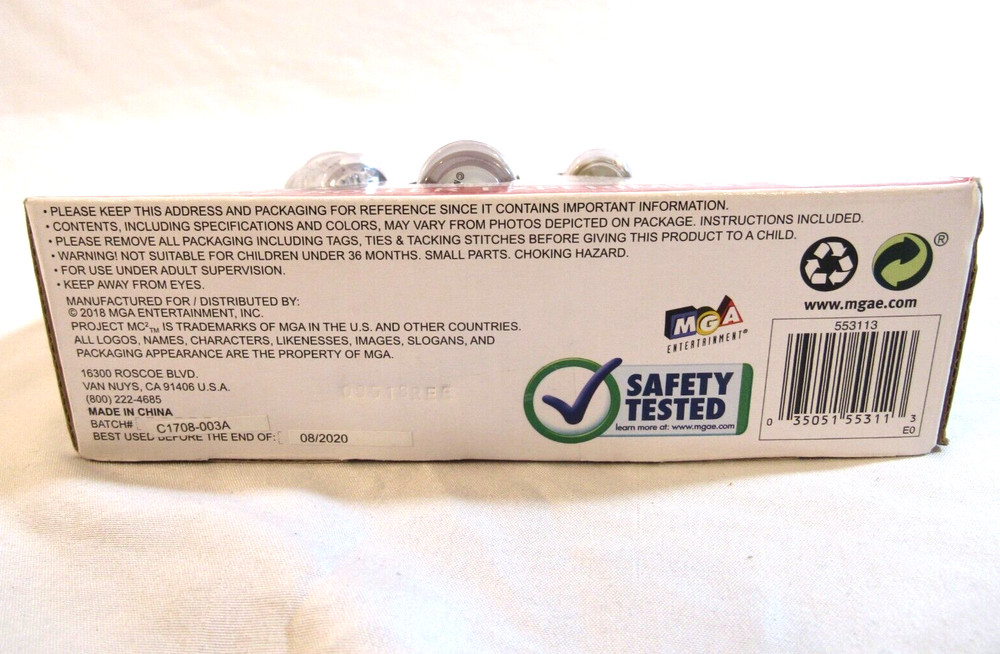 • PLEASE KEEP THIS ADDRESS AND PACKAGING FOR REFERENCE SINCE IT CONTAINS IMPORTANT INFORMATION.
• CONTENTS, INCLUDING SPECIFICATIONS AND COLORS, MAY VARY FROM PHOTOS DEPICTED ON PACKAGE. INSTRUCTIONS INCLUDED.
• PLEASE REMOVE ALL PACKAGING INCLUDING TAGS, TIES & TACKING STITCHES BEFORE GIVING THIS PRODUCT TO A CHILD.
• WARNING! NOT SUITABLE FOR CHILDREN UNDER 36 MONTHS. SMALL PARTS. CHOKING HAZARD.
• FOR USE UNDER ADULT SUPERVISION.
• KEEP AWAY FROM EYES.
MANUFACTURED FOR / DISTRIBUTED BY:
© 2018 MGA ENTERTAINMENT, INC.
PROJECT MC²™ IS TRADEMARKS OF MGA IN THE U.S. AND OTHER COUNTRIES.
ALL LOGOS, NAMES, CHARACTERS, LIKENESSES, IMAGES, SLOGANS, AND
PACKAGING APPEARANCE ARE THE PROPERTY OF MGA.
16300 ROSCOE BLVD.
VAN NUYS, CA 91406 U.S.A.
(800) 222-4685
MADE IN CHINA
BATCH# C1708-003A
BEST USED BEFORE THE END OF: 08/2020
MGA
ENTERTAINMENT®
SAFETY
TESTED
learn more at: www.mgae.com
®
www.mgae.com
553113
0 35051 55311 3
E0